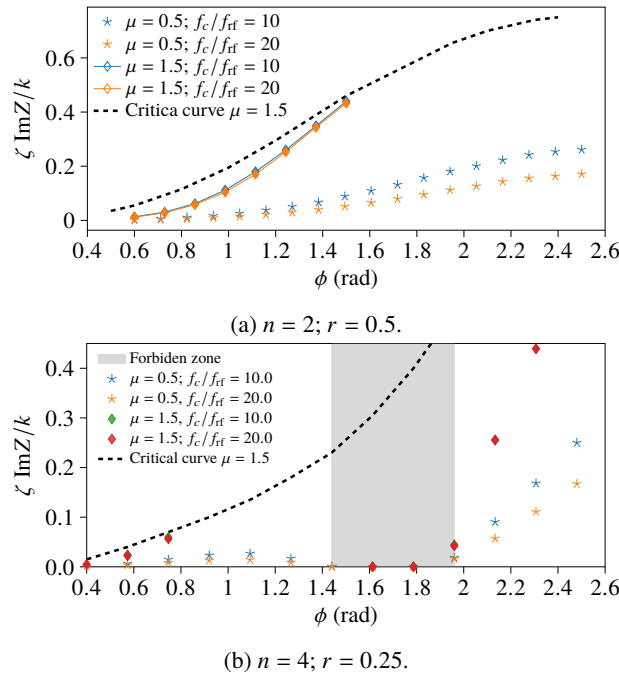 μ = 0.5; f_c/f_rf = 10
μ = 0.5; f_c/f_rf = 20
μ = 1.5; f_c/f_rf = 10
μ = 1.5; f_c/f_rf = 20
Critica curve μ = 1.5
ζ ImZ/k
0.6
0.4
0.2
0
0.4 0.6 0.8 1 1.2 1.4 1.6 1.8 2 2.2 2.4 2.6
ϕ (rad)
(a) n = 2; r = 0.5.
Forbiden zone
μ = 0.5; f_c/f_rf = 10.0
μ = 0.5, f_c/f_rf = 20.0
μ = 1.5, f_c/f_rf = 10.0
μ = 1.5; f_c/f_rf = 20.0
Critical curve μ = 1.5
ζ ImZ/k
0.4
0.3
0.2
0.1
0.0
0.4 0.6 0.8 1.0 1.2 1.4 1.6 1.8 2.0 2.2 2.4 2.6
ϕ (rad)
(b) n = 4; r = 0.25.